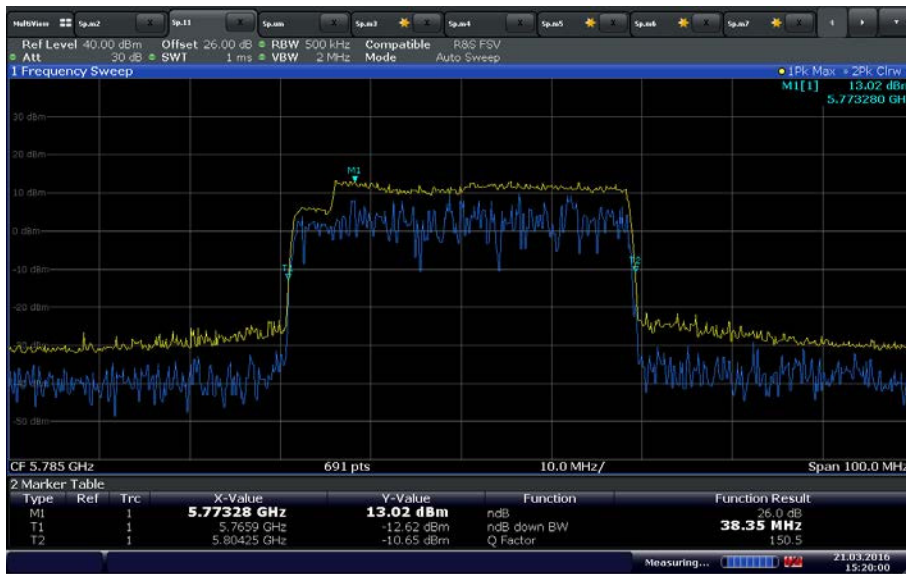 MultiView Sp.m2 X Sp.11 X Sp.um X Sp.m3 X Sp.m4 X Sp.m5 X Sp.m6 X Sp.m7 X
Ref Level 40.00 dBm Offset 26.00 dB RBW 500 kHz Compatible R&S FSV
Att 30 dB SWT 1 ms VBW 2 MHz Mode Auto Sweep
1 Frequency Sweep 1Pk Max 2Pk Clrw
M1[1] 13.02 dBm
5.773280 GH
30 dBm
20 dBm
M1
10 dBm
0 dBm
-10 dBm
-20 dBm
-50 dBm
CF 5.785 GHz 691 pts 10.0 MHz/ Span 100.0 MHz
2 Marker Table
Type Ref Trc X-Value Y-Value Function Function Result
M1 1 5.77328 GHz 13.02 dBm ndB 26.0 dB
T1 1 5.7659 GHz -12.62 dBm ndB down BW 38.35 MHz
T2 1 5.80425 GHz -10.65 dBm Q Factor 150.5
Measuring... 21.03.2016
15:20:00